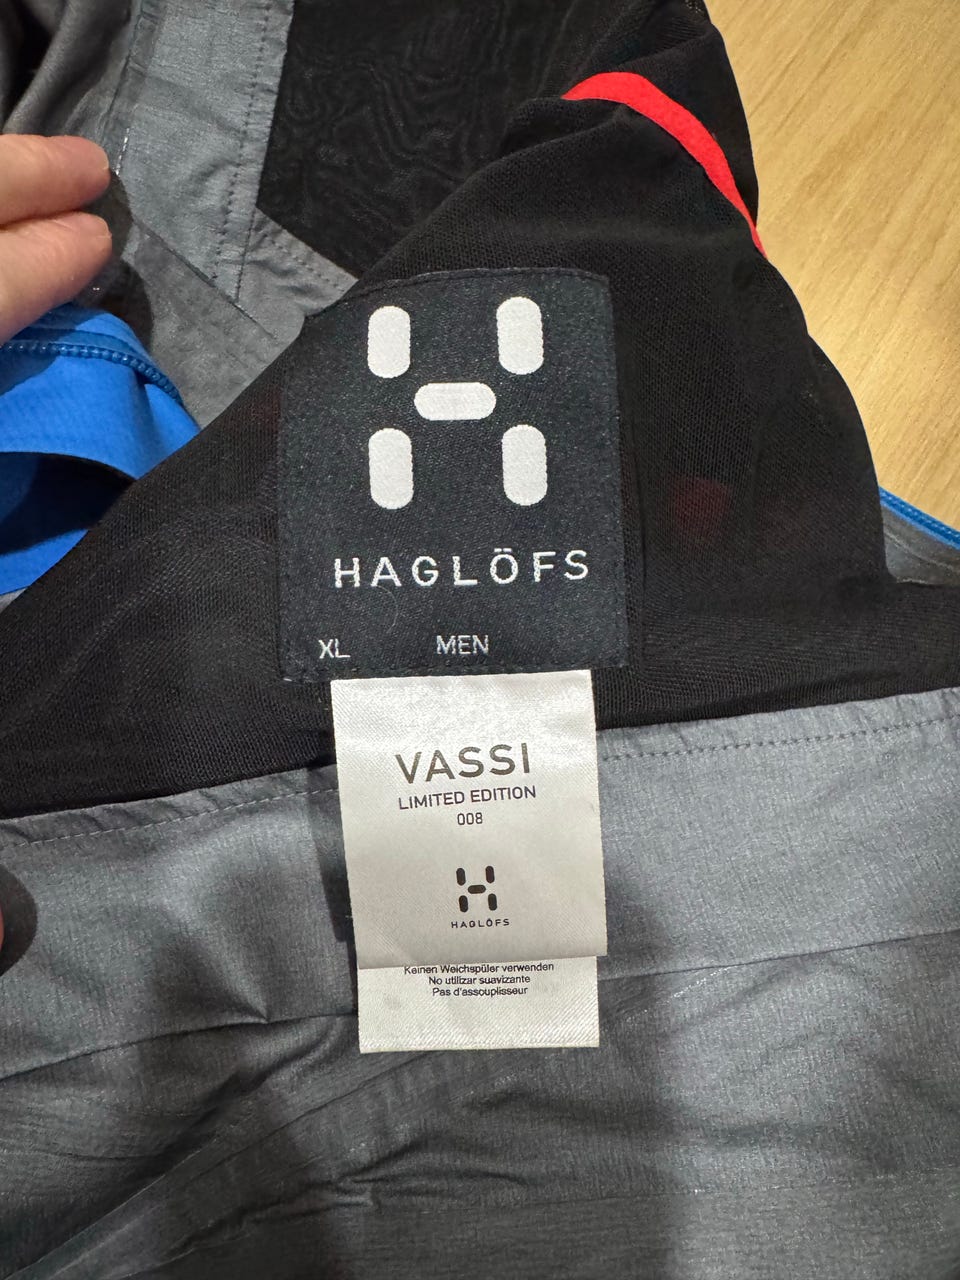 HAGLÖFS
XL MEN
VASSI
LIMITED EDITION
008
HAGLÖFS
Keinen Weichspüler verwenden
No utilizar suavizante
Pas d'assouplisseur